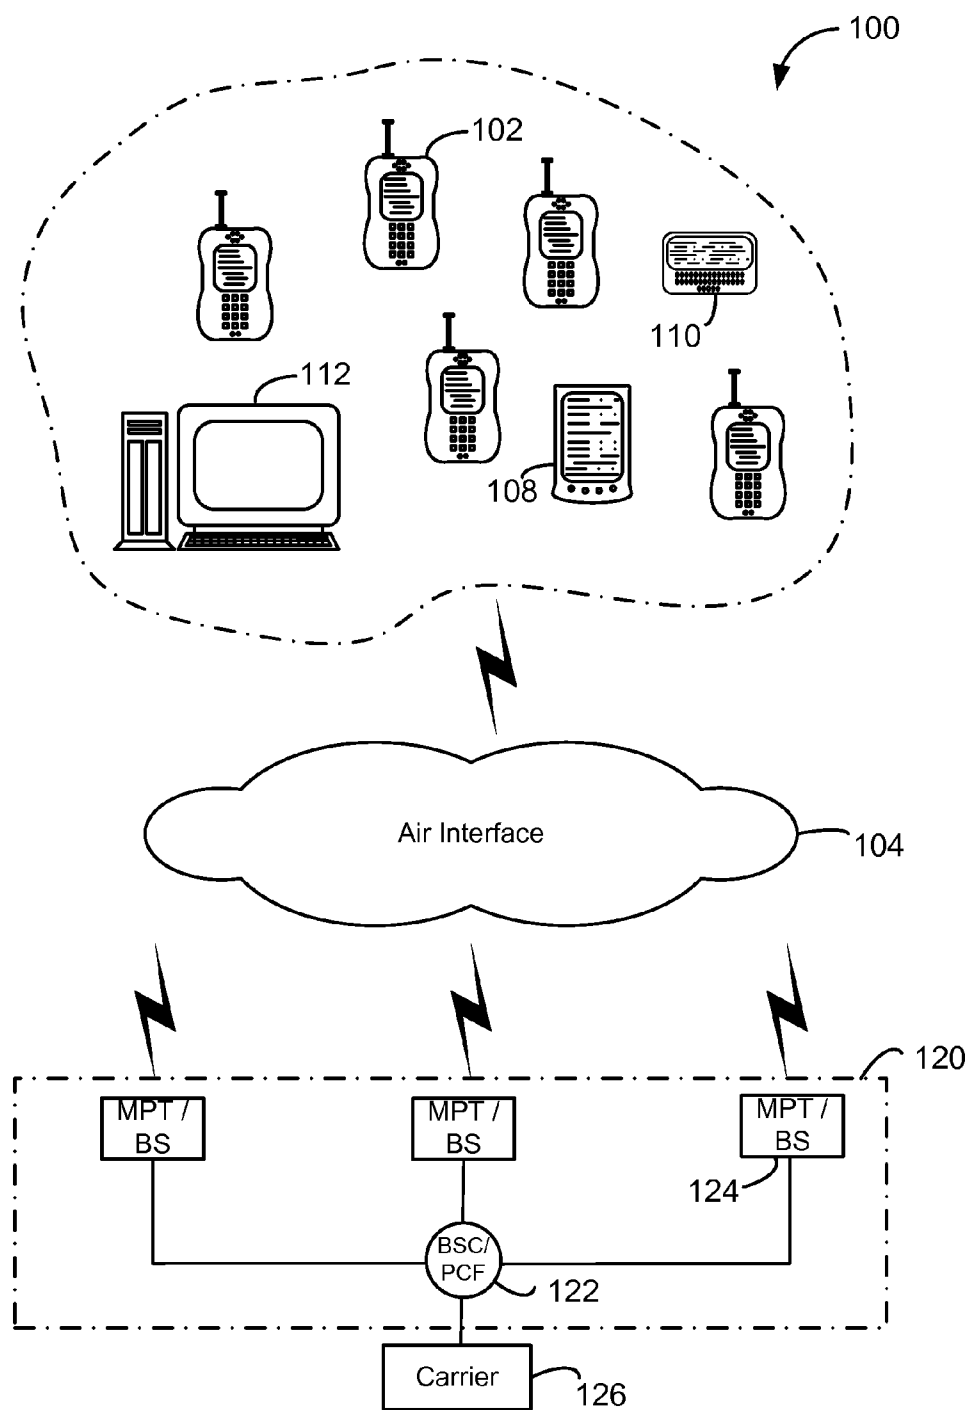 100
102
110
112
108
Air Interface
104
120
MPT /
BS
MPT /
BS
MPT /
BS
124
BSC/
PCF
122
Carrier
126